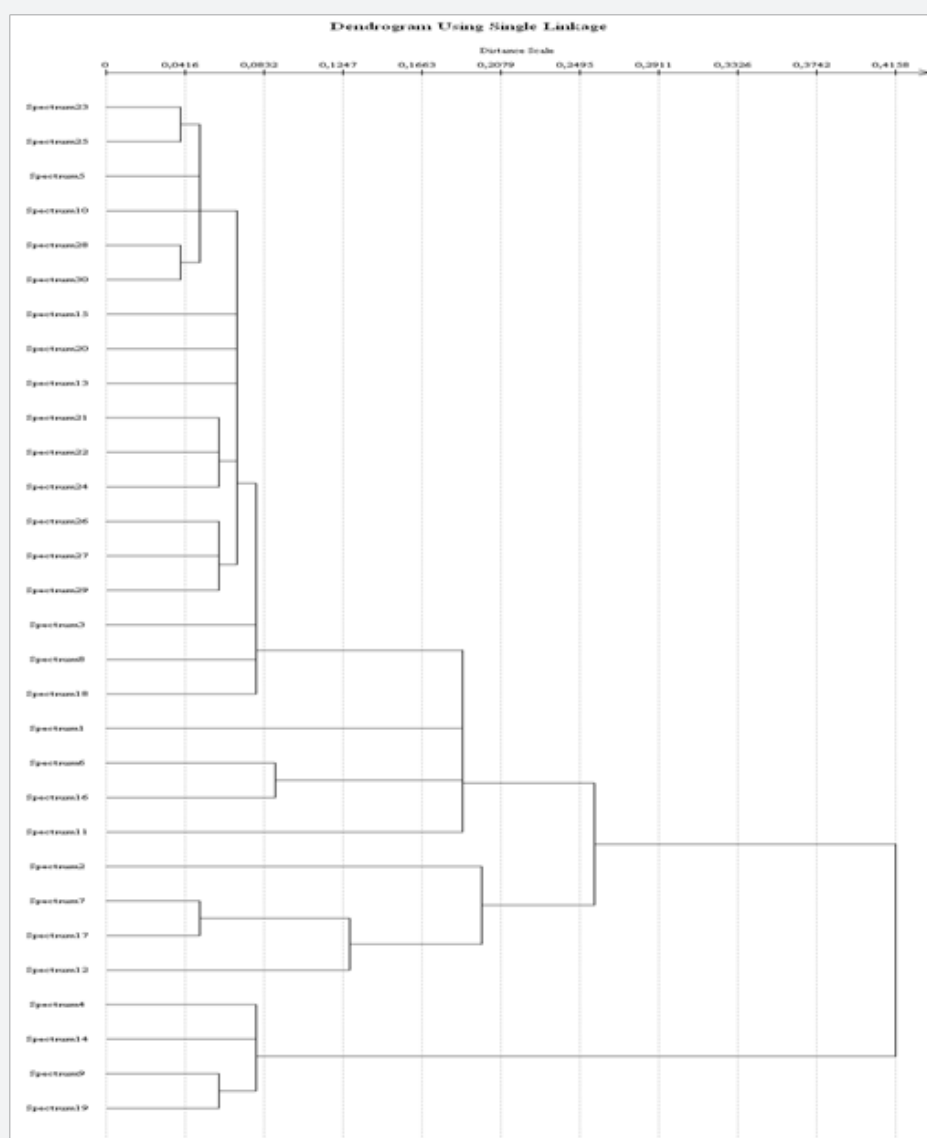 Dendrogram Using Single Linkage
Distance Scale
0 0,0416 0,0832 0,1247 0,1663 0,2079 0,2495 0,2911 0,3326 0,3742 0,4158
Spectrum23
Spectrum25
Spectrum5
Spectrum10
Spectrum28
Spectrum30
Spectrum15
Spectrum20
Spectrum13
Spectrum21
Spectrum22
Spectrum24
Spectrum26
Spectrum27
Spectrum29
Spectrum3
Spectrum8
Spectrum18
Spectrum1
Spectrum6
Spectrum16
Spectrum11
Spectrum2
Spectrum7
Spectrum17
Spectrum12
Spectrum4
Spectrum14
Spectrum9
Spectrum19